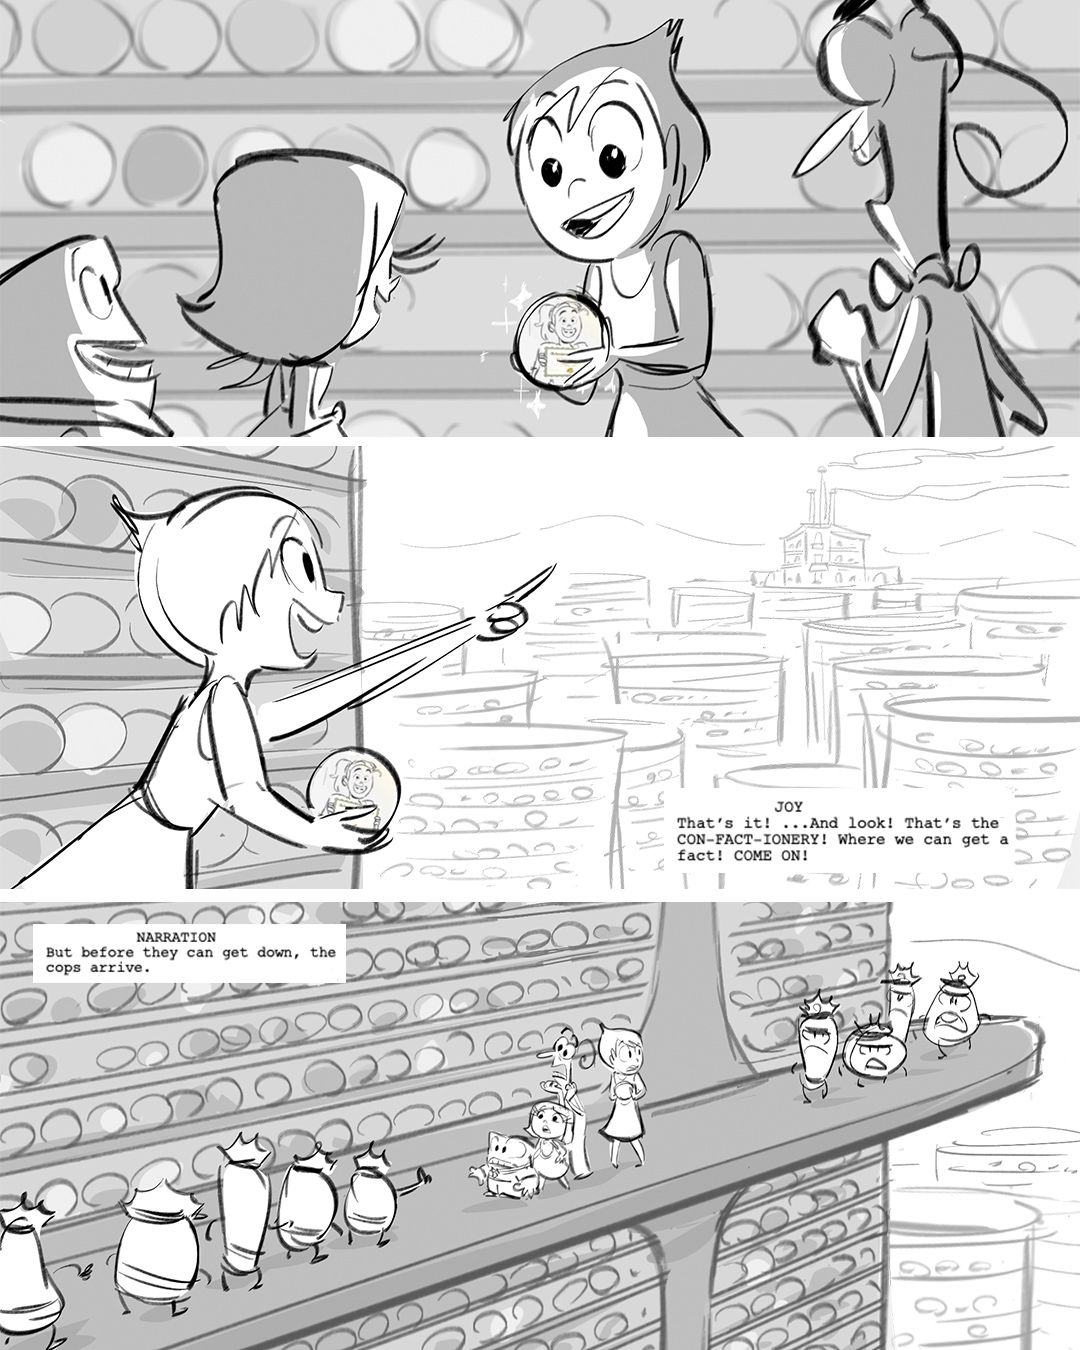 JOY
That's it! ...And look! That's the
CON-FACT-IONERY! Where we can get a
fact! COME ON!
NARRATION
But before they can get down, the
cops arrive.